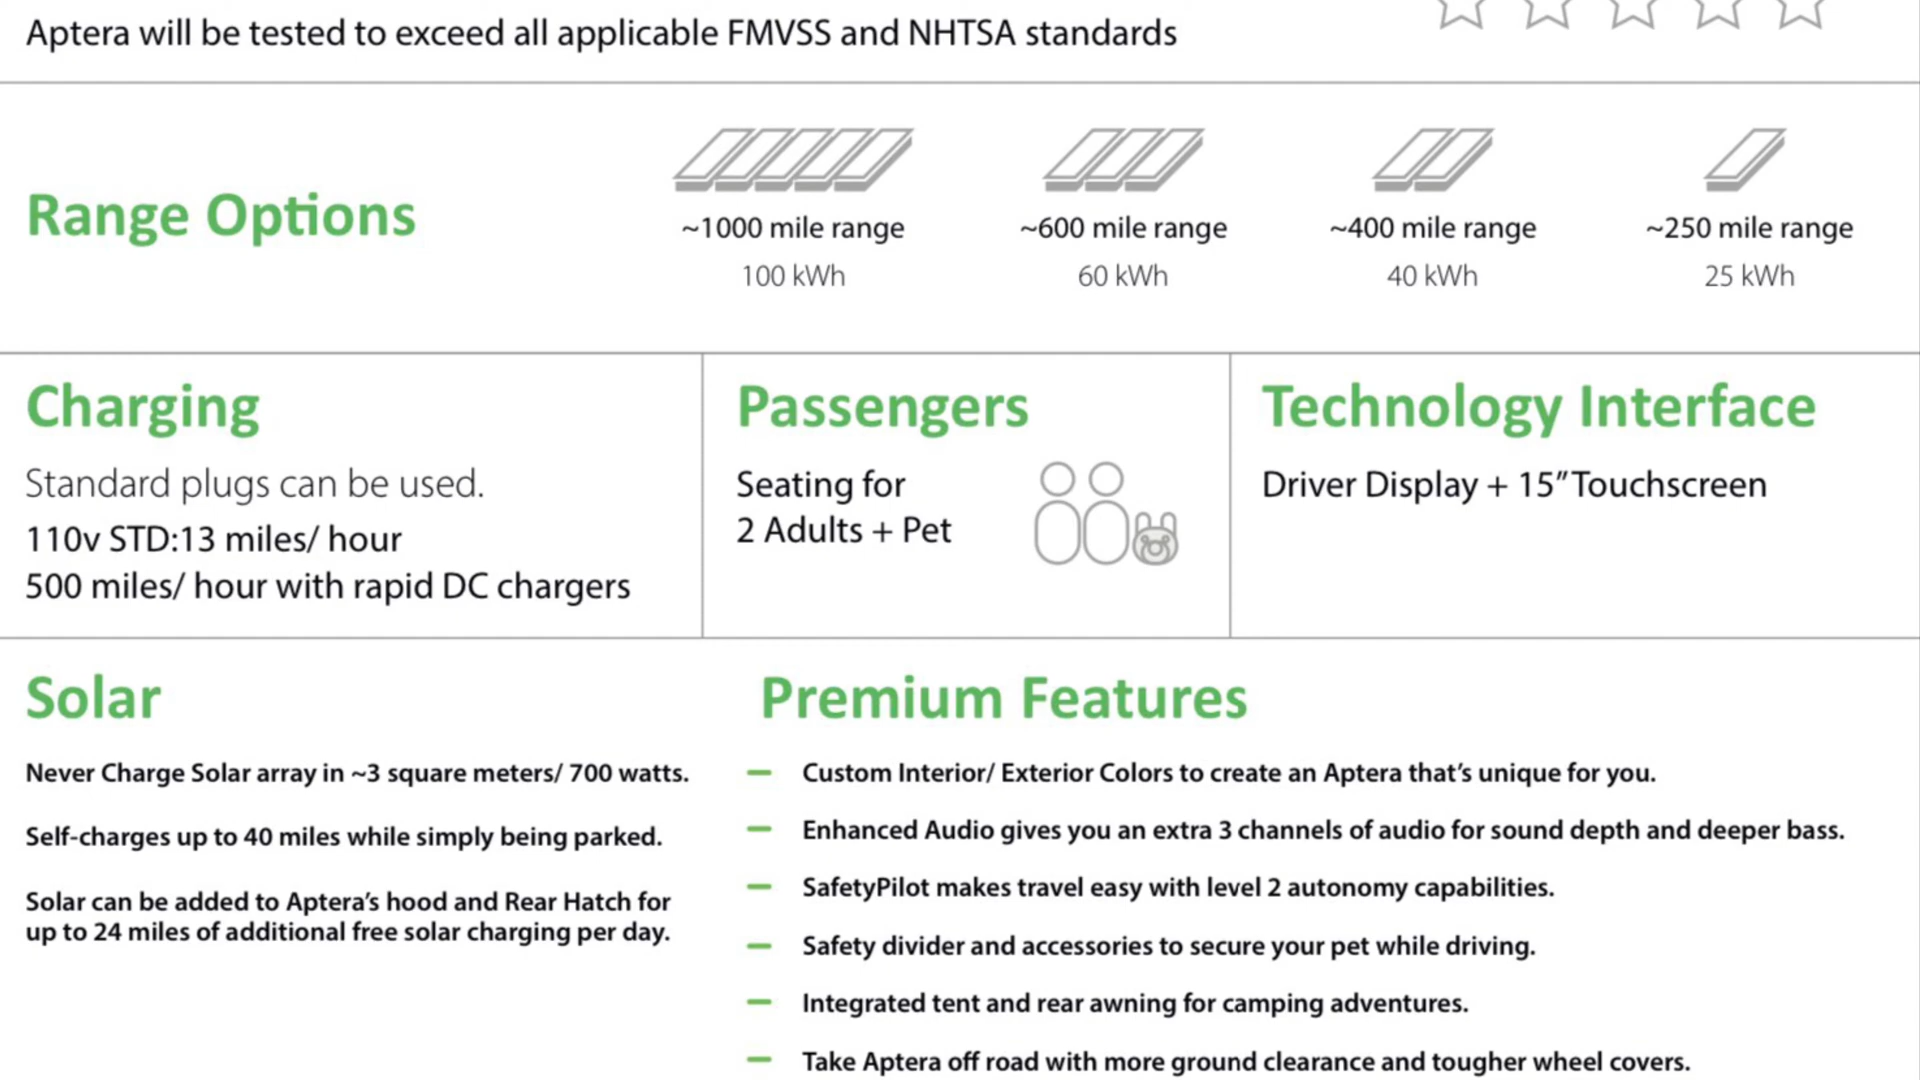 Aptera will be tested to exceed all applicable FMVSS and NHTSA standards
Range Options
~1000 mile range
100 kWh
~600 mile range
60 kWh
~400 mile range
40 kWh
~250 mile range
25 kWh
Charging
Standard plugs can be used.
110v STD:13 miles/ hour
500 miles/ hour with rapid DC chargers
Passengers
Seating for
2 Adults + Pet
Technology Interface
Driver Display + 15" Touchscreen
Solar
Never Charge Solar array in ~3 square meters/ 700 watts.
Self-charges up to 40 miles while simply being parked.
Solar can be added to Aptera's hood and Rear Hatch for
up to 24 miles of additional free solar charging per day.
Premium Features
— Custom Interior/ Exterior Colors to create an Aptera that's unique for you.
— Enhanced Audio gives you an extra 3 channels of audio for sound depth and deeper bass.
— SafetyPilot makes travel easy with level 2 autonomy capabilities.
— Safety divider and accessories to secure your pet while driving.
— Integrated tent and rear awning for camping adventures.
— Take Aptera off road with more ground clearance and tougher wheel covers.